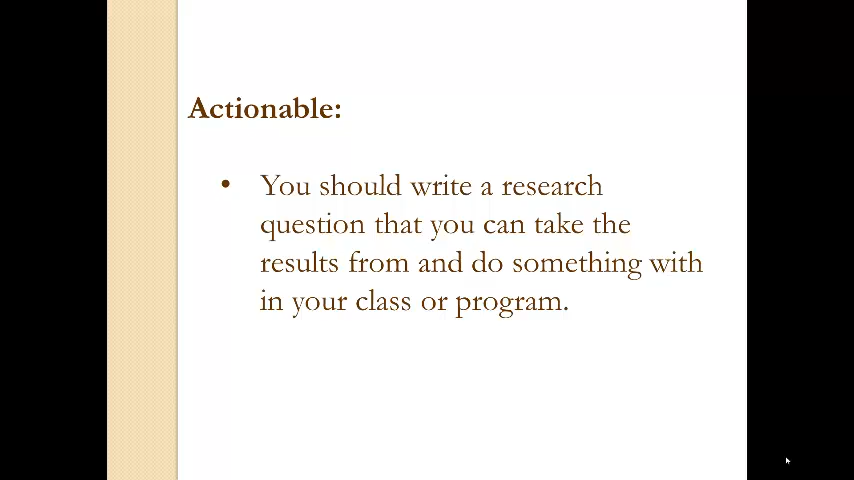 Actionable:
• You should write a research
question that you can take the
results from and do something with
in your class or program.